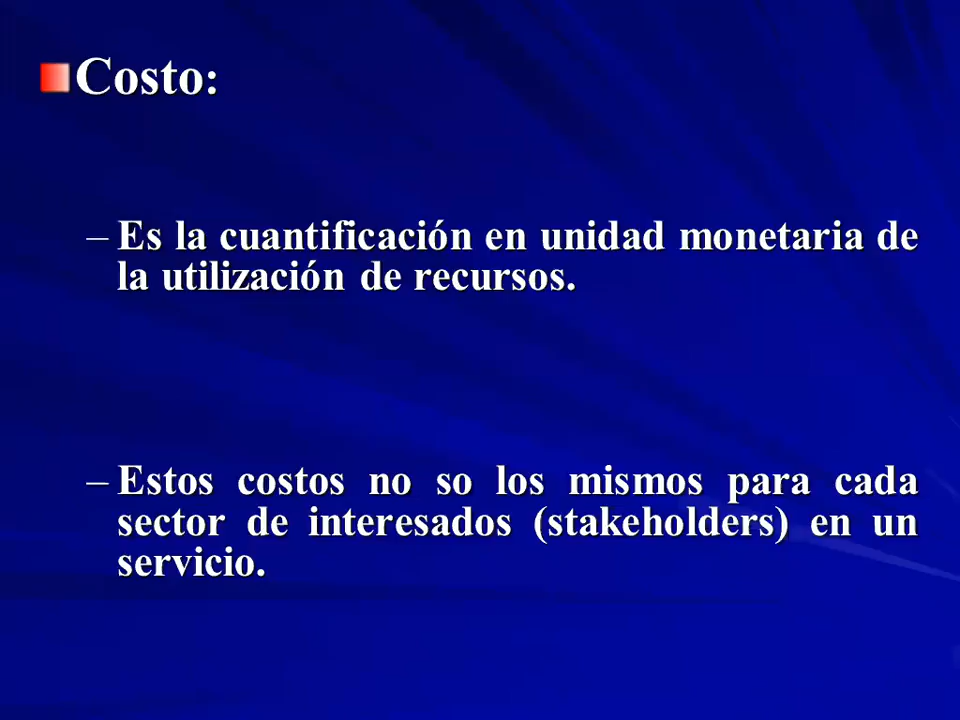 Costo:
– Es la cuantificación en unidad monetaria de
la utilización de recursos.
– Estos costos no so los mismos para cada
sector de interesados (stakeholders) en un
servicio.